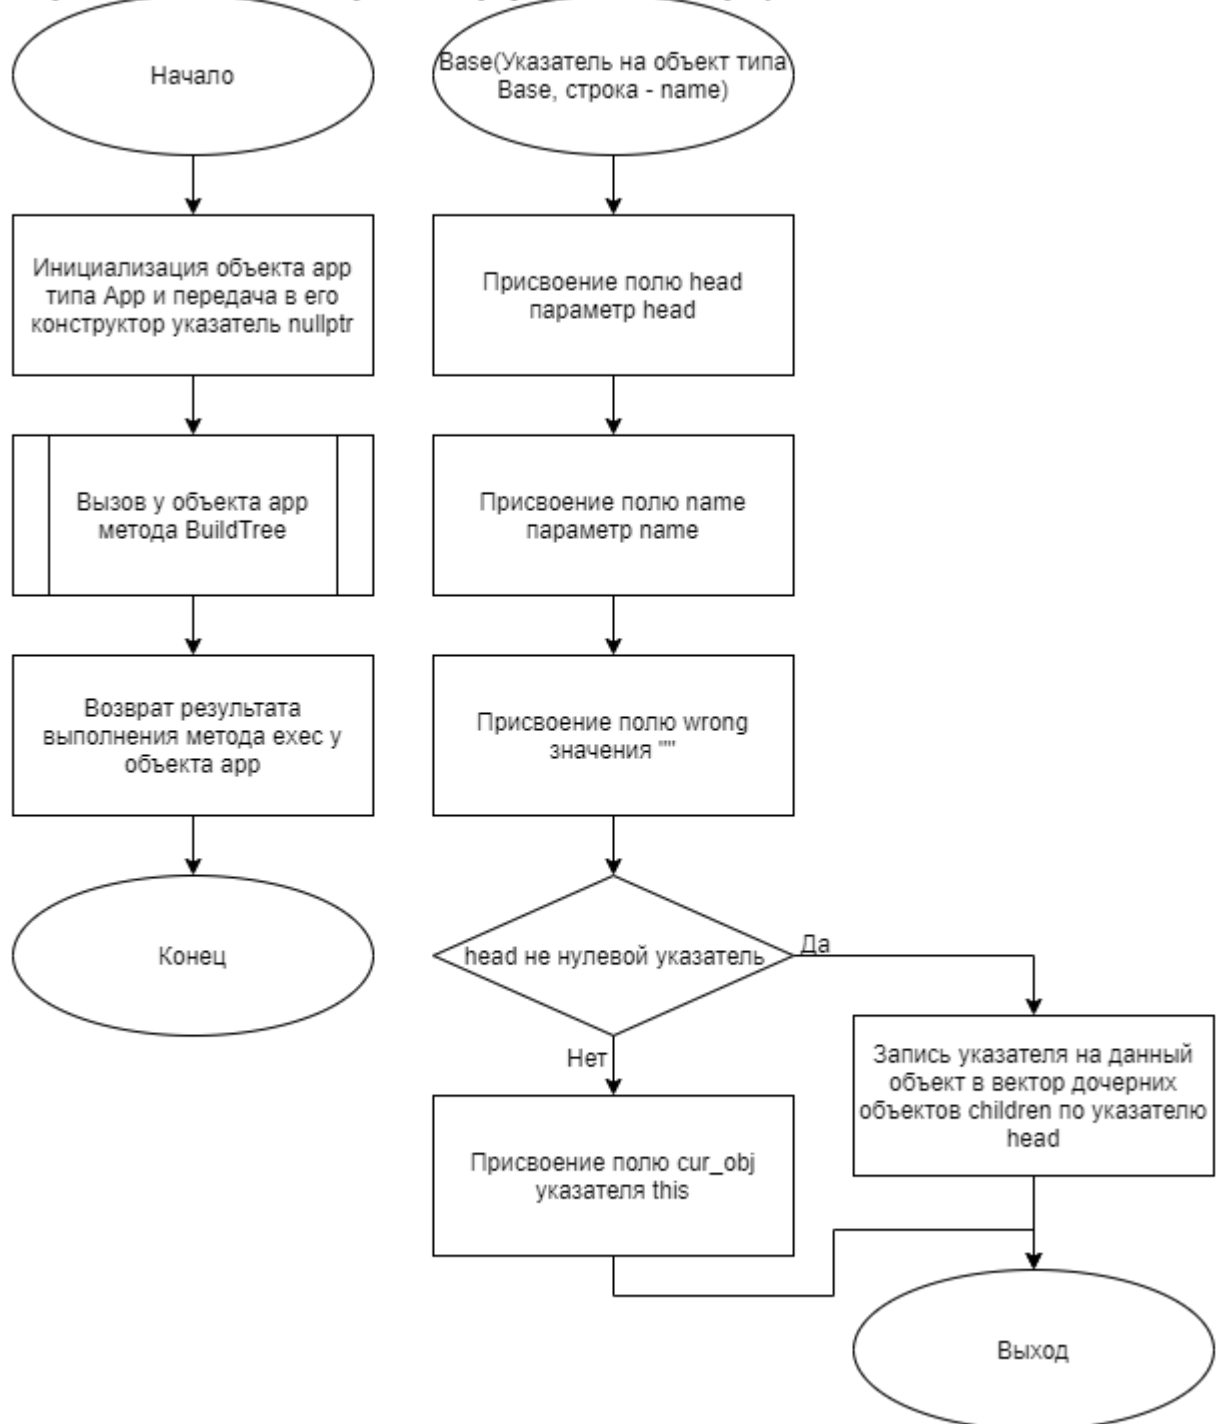 Начало
Base(Указатель на объект типа
Base, строка - name)
Инициализация объекта app
типа App и передача в его
конструктор указатель nullptr
Присвоение полю head
параметр head
Вызов у объекта app
метода BuildTree
Присвоение полю name
параметр name
Возврат результата
выполнения метода exec у
объекта app
Присвоение полю wrong
значения ""
Конец
head не нулевой указатель
Да
Нет
Запись указателя на данный
объект в вектор дочерних
объектов children по указателю
head
Присвоение полю cur_obj
указателя this
Выход